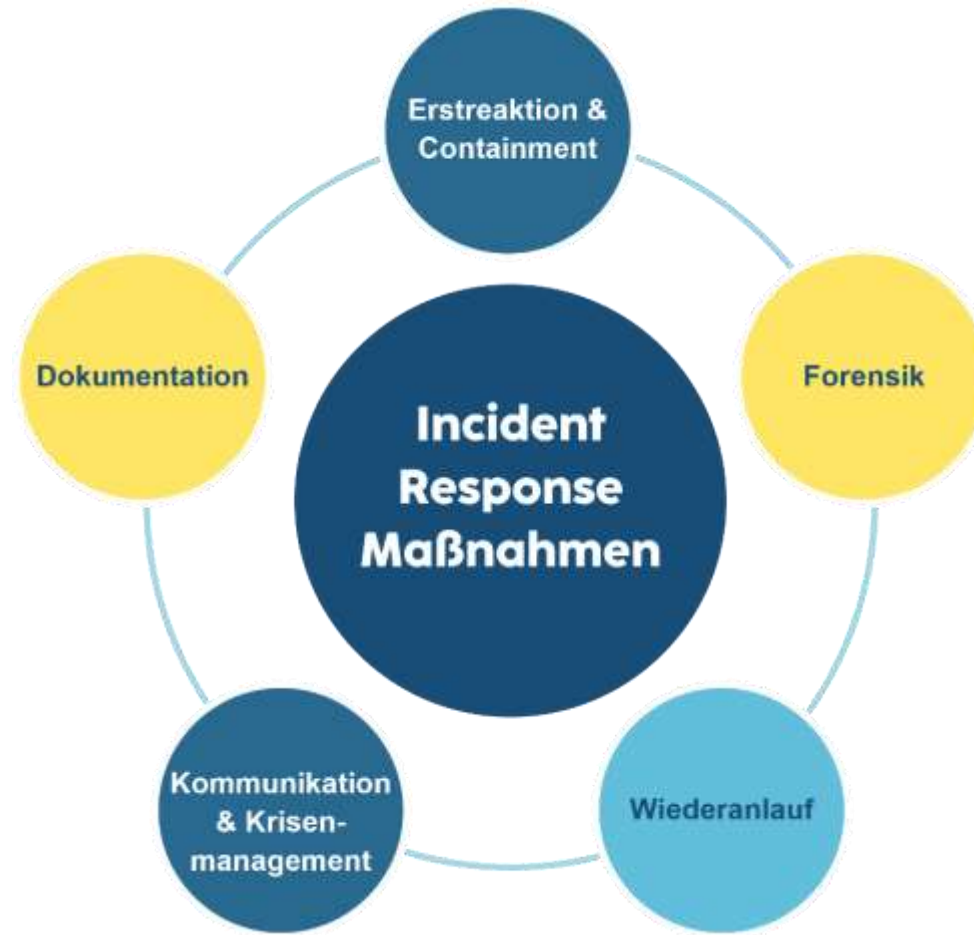 Erstreaktion &
Containment
Dokumentation
Forensik
Incident
Response
Maßnahmen
Kommunikation
& Krisen-
management
Wiederanlauf